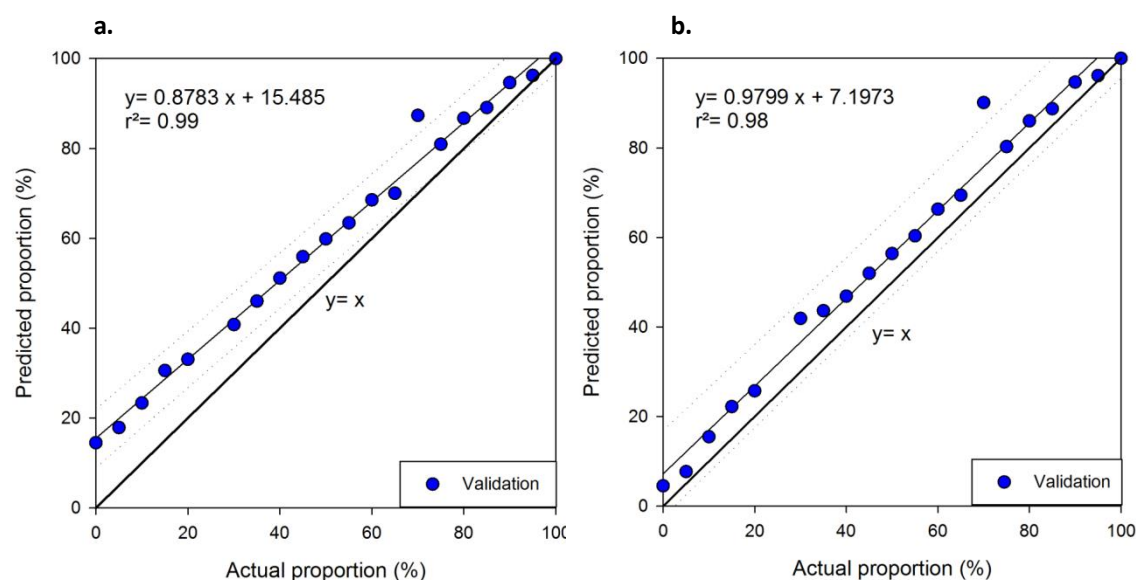 a.
y= 0.8783 x + 15.485
r²= 0.99
y= x
Validation
100
80
60
40
20
0
0 20 40 60 80 100
Predicted proportion (%)
Actual proportion (%)
b.
y= 0.9799 x + 7.1973
r²= 0.98
y= x
Validation
100
80
60
40
20
0
0 20 40 60 80 100
Predicted proportion (%)
Actual proportion (%)